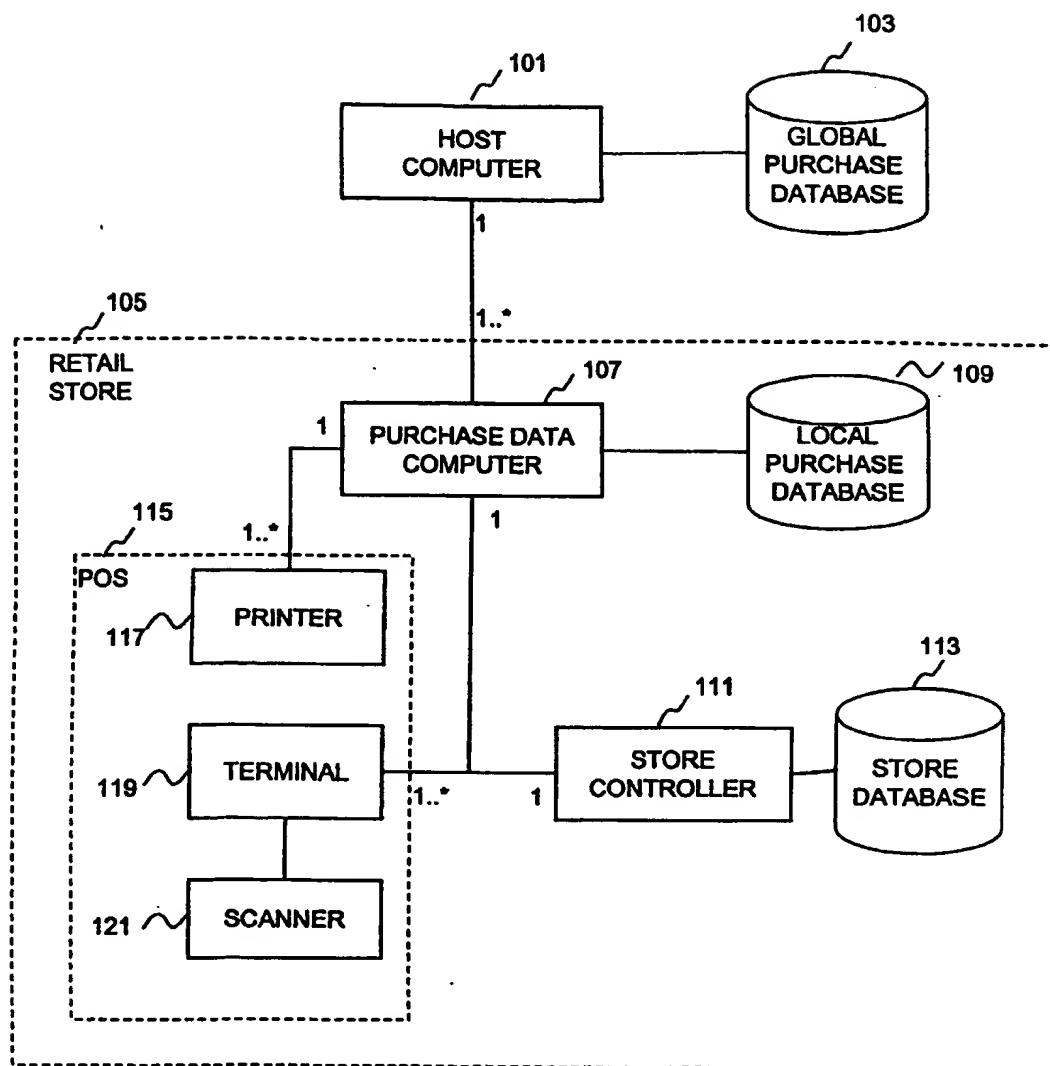 103
101
HOST
COMPUTER
GLOBAL
PURCHASE
DATABASE
1
105
1..*
RETAIL
STORE
107
109
1
PURCHASE DATA
COMPUTER
LOCAL
PURCHASE
DATABASE
115
1..*
1
POS
PRINTER
117
113
111
TERMINAL
119
1..*
1
STORE
CONTROLLER
STORE
DATABASE
SCANNER
121